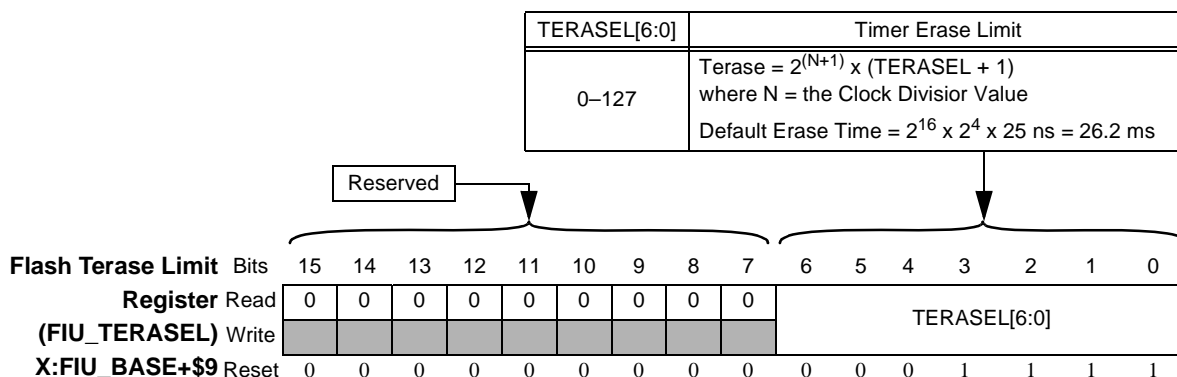 TERASEL[6:0] Timer Erase Limit
0–127
Terase = 2^(N+1) x (TERASEL + 1)
where N = the Clock Divisior Value
Default Erase Time = 2^16 x 2^4 x 25 ns = 26.2 ms
Reserved
Flash Terase Limit Bits 15 14 13 12 11 10 9 8 7 6 5 4 3 2 1 0
Register Read 0 0 0 0 0 0 0 0 0 TERASEL[6:0]
(FIU_TERASEL) Write
X:FIU_BASE+$9 Reset 0 0 0 0 0 0 0 0 0 0 0 0 1 1 1 1